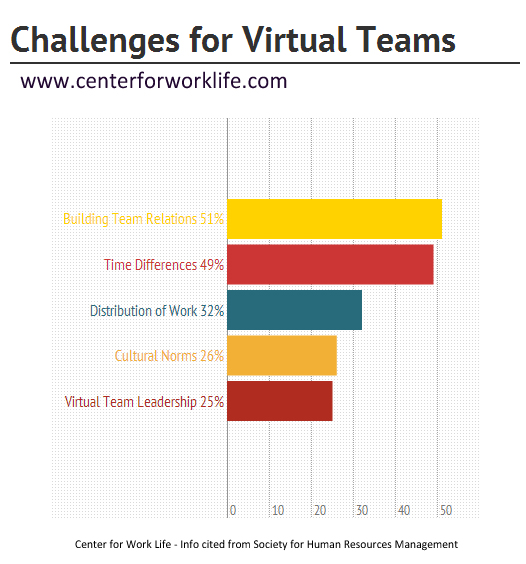 Challenges for Virtual Teams
www.centerforworklife.com
Building Team Relations 51%
Time Differences 49%
Distribution of Work 32%
Cultural Norms 26%
Virtual Team Leadership 25%
0 10 20 30 40 50
Center for Work Life - Info cited from Society for Human Resources Management